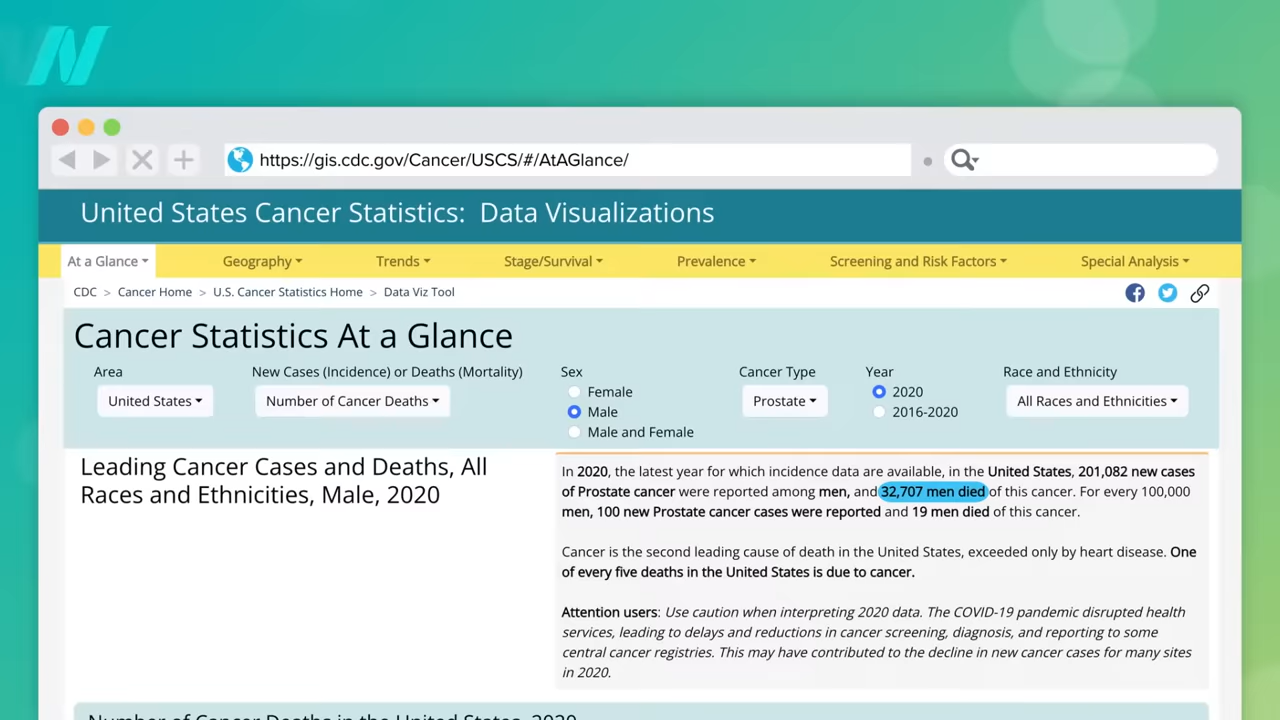 N
https://gis.cdc.gov/Cancer/USCS/#/AtAGlance/
United States Cancer Statistics: Data Visualizations
At a Glance
Geography
Trends
Stage/Survival
Prevalence
Screening and Risk Factors
Special Analysis
CDC > Cancer Home > U.S. Cancer Statistics Home > Data Viz Tool
Cancer Statistics At a Glance
Area
United States
New Cases (Incidence) or Deaths (Mortality)
Number of Cancer Deaths
Sex
Female
Male
Male and Female
Cancer Type
Prostate
Year
2020
2016-2020
Race and Ethnicity
All Races and Ethnicities
Leading Cancer Cases and Deaths, All
Races and Ethnicities, Male, 2020
In 2020, the latest year for which incidence data are available, in the United States, 201,082 new cases
of Prostate cancer were reported among men, and 32,707 men died of this cancer. For every 100,000
men, 100 new Prostate cancer cases were reported and 19 men died of this cancer.
Cancer is the second leading cause of death in the United States, exceeded only by heart disease. One
of every five deaths in the United States is due to cancer.
Attention users: Use caution when interpreting 2020 data. The COVID-19 pandemic disrupted health
services, leading to delays and reductions in cancer screening, diagnosis, and reporting to some
central cancer registries. This may have contributed to the decline in new cancer cases for many sites
in 2020.
Number of Cancer Deaths in the United States, 2020